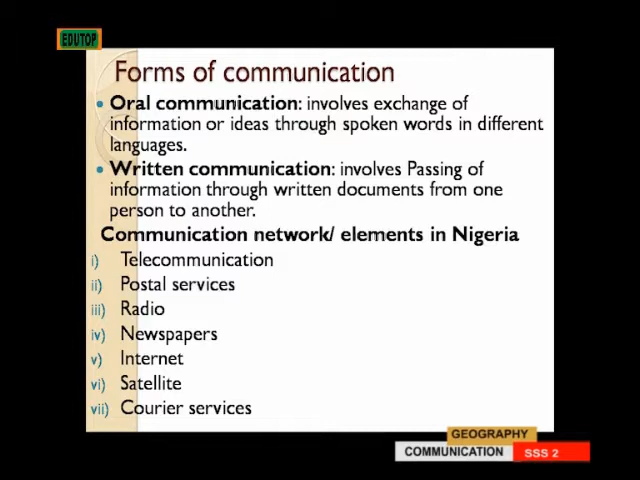 EDUTOP
Forms of communication
• Oral communication: involves exchange of
information or ideas through spoken words in different
languages.
• Written communication: involves Passing of
information through written documents from one
person to another.
Communication network/ elements in Nigeria
i) Telecommunication
ii) Postal services
iii) Radio
iv) Newspapers
v) Internet
vi) Satellite
vii) Courier services
GEOGRAPHY
COMMUNICATION SSS 2